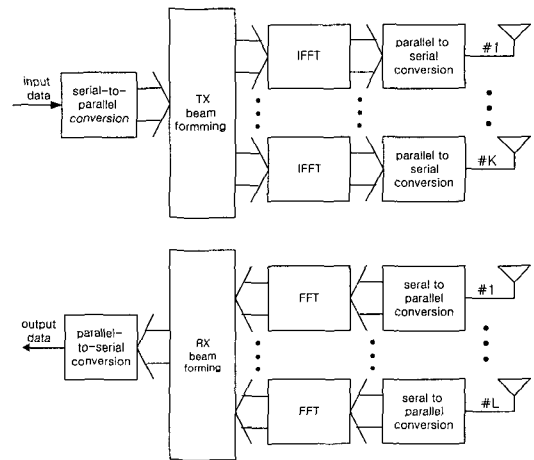 input
data
serial-to-
parallel
conversion
TX
beam
formming
IFFT
parallel to
serial
conversion
#1
IFFT
parallel to
serial
conversion
#K
output
data
parallel-
to-serial
conversion
RX
beam
forming
FFT
seral to
parallel
conversion
#1
FFT
seral to
parallel
conversion
#L